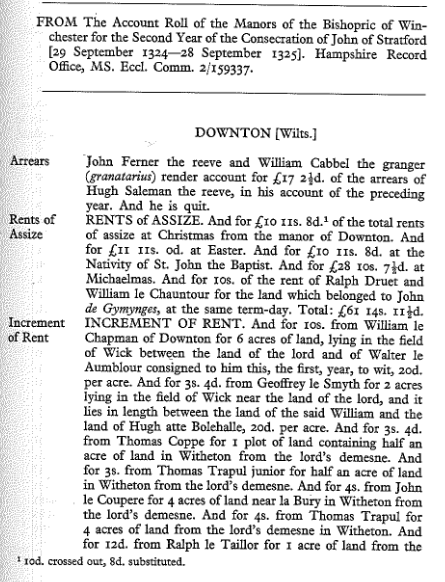 FROM The Account Roll of the Manors of the Bishopric of Win-
chester for the Second Year of the Consecration of John of Stratford
[29 September 1324—28 September 1325]. Hampshire Record
Office, MS. Eccl. Comm. 2/159337.
DOWNTON [Wilts.]
Arrears
John Ferner the reeve and William Cabbel the granger
(granatarius) render account for £17 2½d. of the arrears of
Hugh Saleman the reeve, in his account of the preceding
year. And he is quit.
Rents of
Assize
RENTS of ASSIZE. And for £10 11s. 8d.¹ of the total rents
of assize at Christmas from the manor of Downton. And
for £11 11s. 0d. at Easter. And for £10 11s. 8d. at the
Nativity of St. John the Baptist. And for £28 10s. 7½d. at
Michaelmas. And for 10s. of the rent of Ralph Druet and
William le Chauntour for the land which belonged to John
de Gymynges, at the same term-day. Total: £61 14s. 11½d.
Increment
of Rent
INCREMENT OF RENT. And for 10s. from William le
Chapman of Downton for 6 acres of land, lying in the field
of Wick between the land of the lord and of Walter le
Aumblour consigned to him this, the first, year, to wit, 20d.
per acre. And for 3s. 4d. from Geoffrey le Smyth for 2 acres
lying in the field of Wick near the land of the lord, and it
lies in length between the land of the said William and the
land of Hugh atte Bolehalle, 20d. per acre. And for 3s. 4d.
from Thomas Coppe for 1 plot of land containing half an
acre of land in Witheton from the lord's demesne. And
for 3s. from Thomas Trapul junior for half an acre of land
in Witheton from the lord's demesne. And for 4s. from John
le Coupere for 4 acres of land near la Bury in Witheton from
the lord's demesne. And for 4s. from Thomas Trapul for
4 acres of land from the lord's demesne in Witheton. And
for 12d. from Ralph le Taillor for 1 acre of land from the
¹ 10d. crossed out, 8d. substituted.